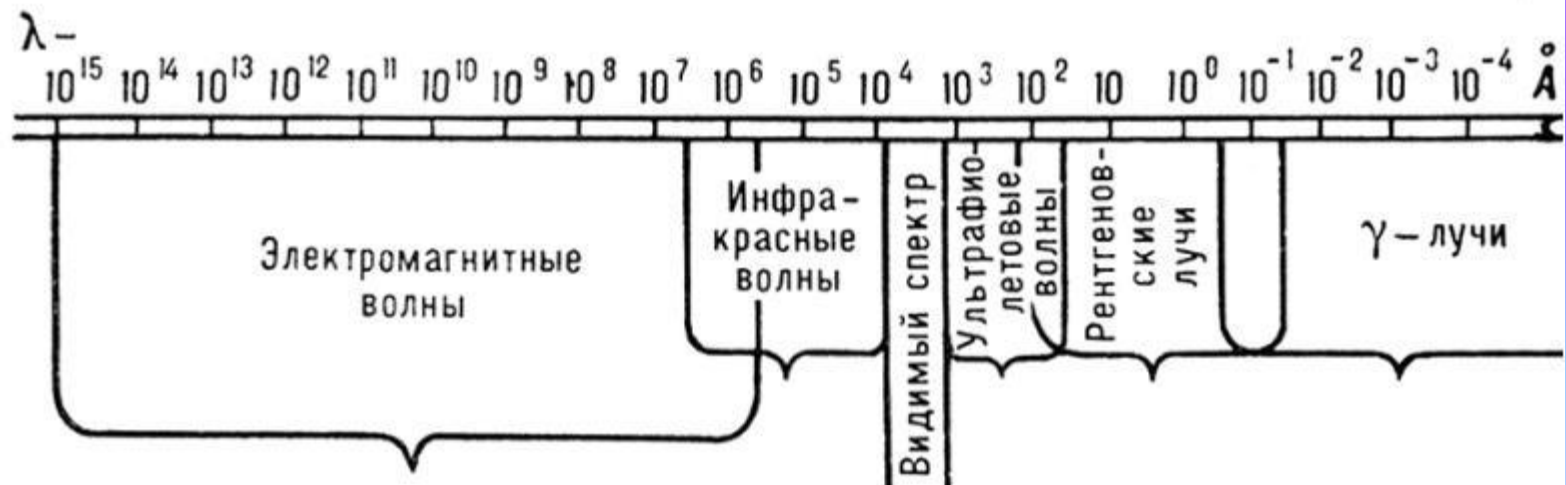 λ–
10¹⁵ 10¹⁴ 10¹³ 10¹² 10¹¹ 10¹⁰ 10⁹ 10⁸ 10⁷ 10⁶ 10⁵ 10⁴ 10³ 10² 10 10⁰ 10⁻¹ 10⁻² 10⁻³ 10⁻⁴ Å
Электромагнитные
волны
Инфра-
красные
волны
Видимый спектр
Ультрафио-
летовые
волны
Рентгенов-
ские
лучи
γ – лучи